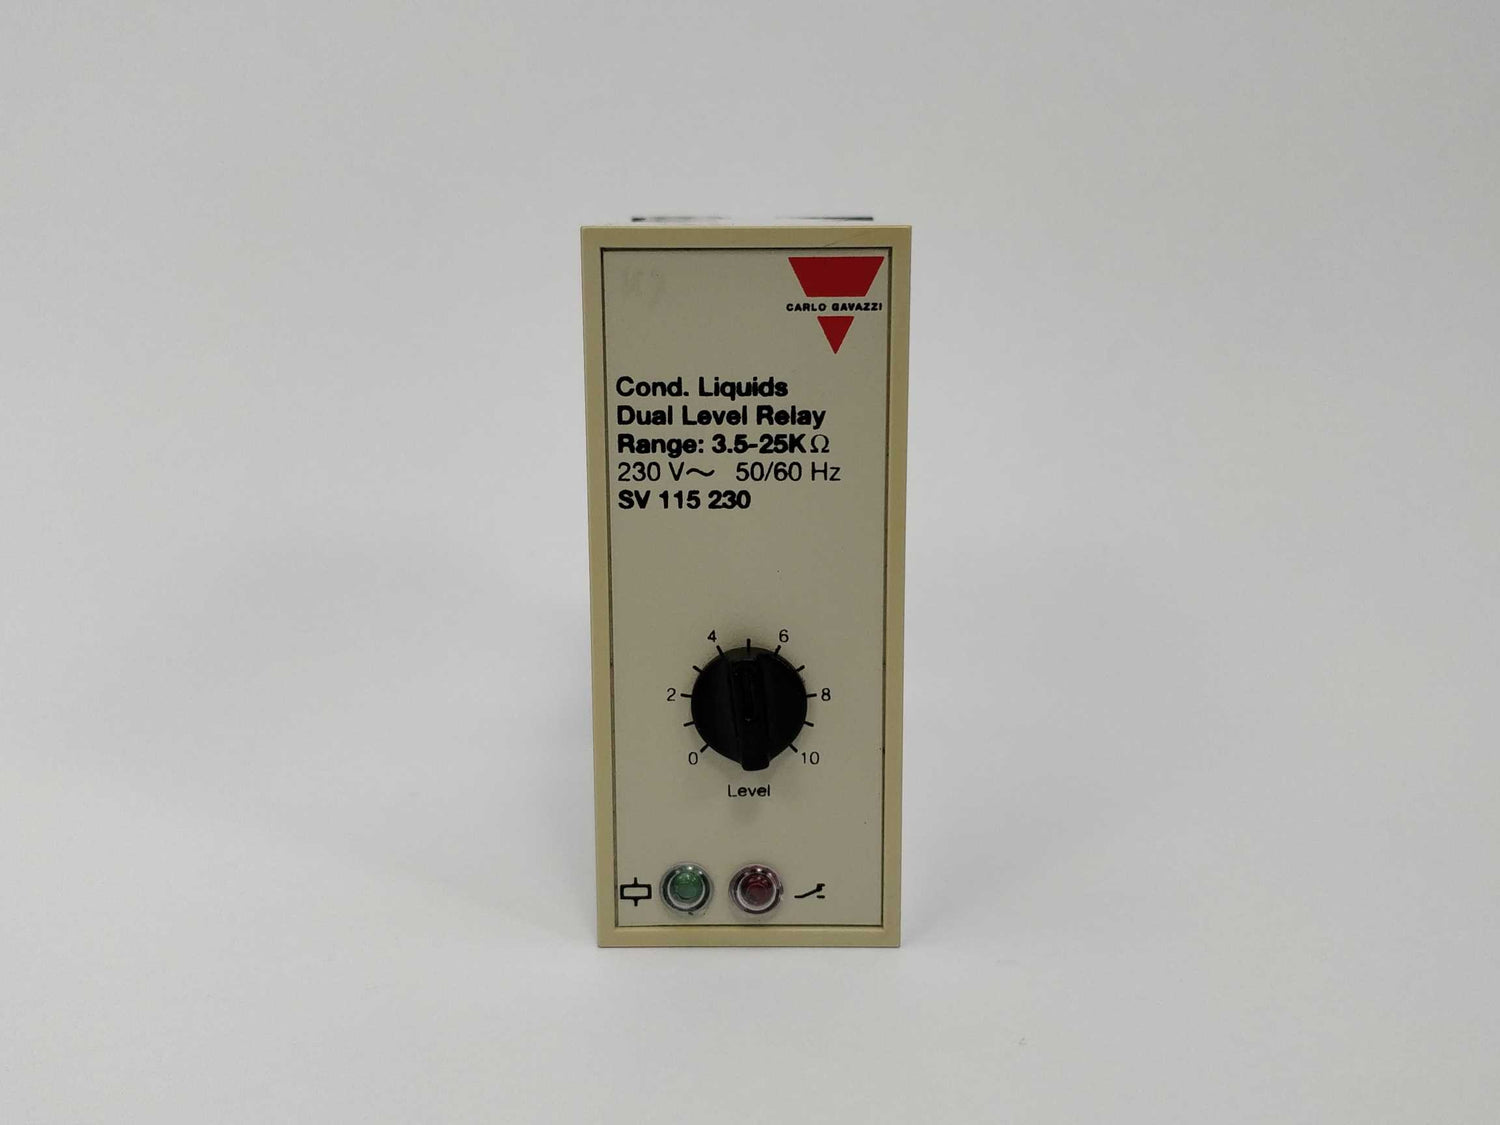 CARLO GAVAZZI
Cond. Liquids
Dual Level Relay
Range: 3.5-25KΩ
230 V~ 50/60 Hz
SV 115 230
4 6
2 8
0 10
Level